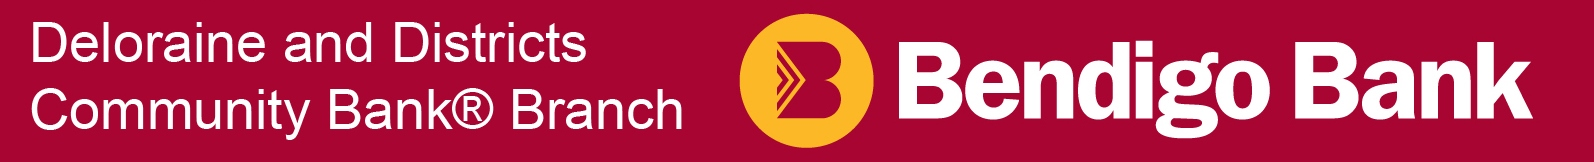 Deloraine and Districts
Community Bank® Branch
B Bendigo Bank